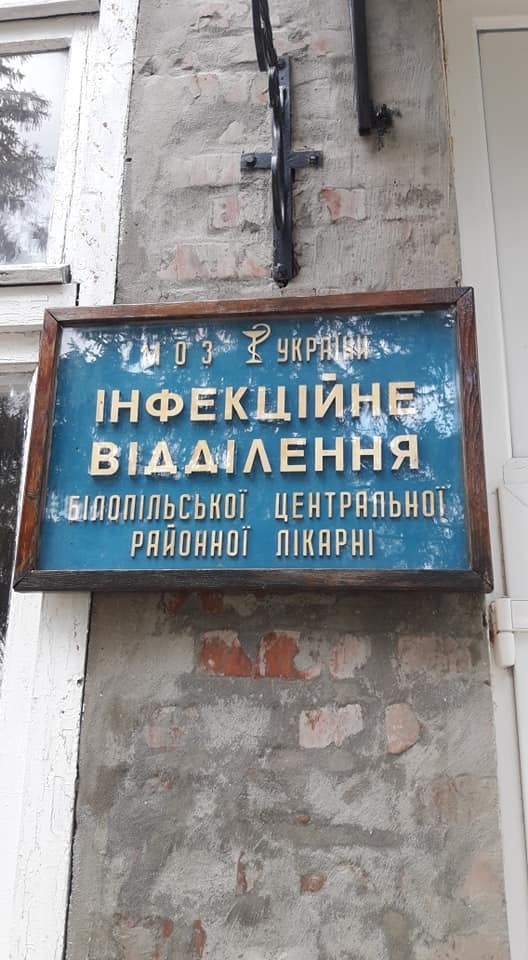 МОЗ УКРАЇНИ
ІНФЕКЦІЙНЕ
ВІДДІЛЕННЯ
БІЛОПІЛЬСЬКОЇ ЦЕНТРАЛЬНОЇ
РАЙОННОЇ ЛІКАРНІ